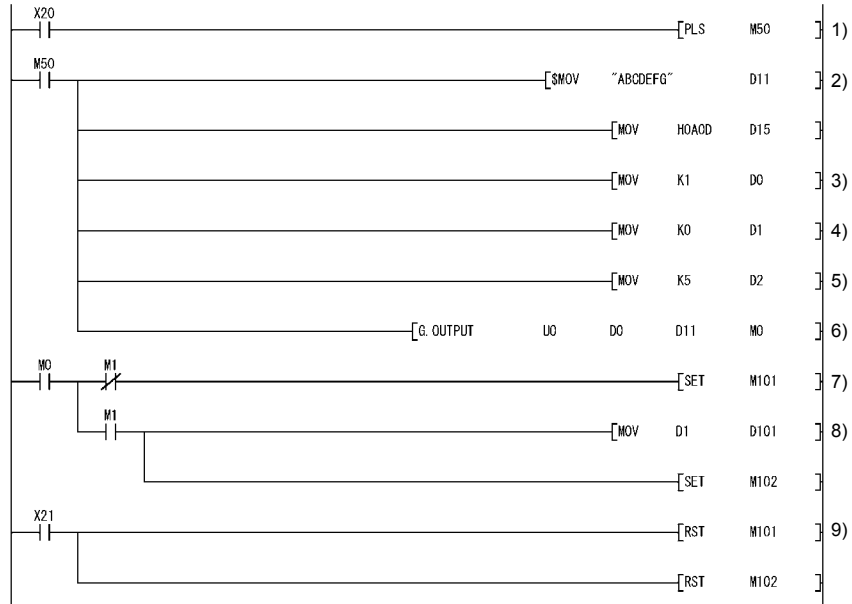 X20
[PLS M50 ] 1)
M50
[$MOV "ABCDEFG" D11 ] 2)
[MOV H0A0D D15 ]
[MOV K1 D0 ] 3)
[MOV K0 D1 ] 4)
[MOV K5 D2 ] 5)
[G.OUTPUT U0 D0 D11 M0 ] 6)
M0 M1
[SET M101 ] 7)
M1
[MOV D1 D101 ] 8)
[SET M102 ]
X21
[RST M101 ] 9)
[RST M102 ]